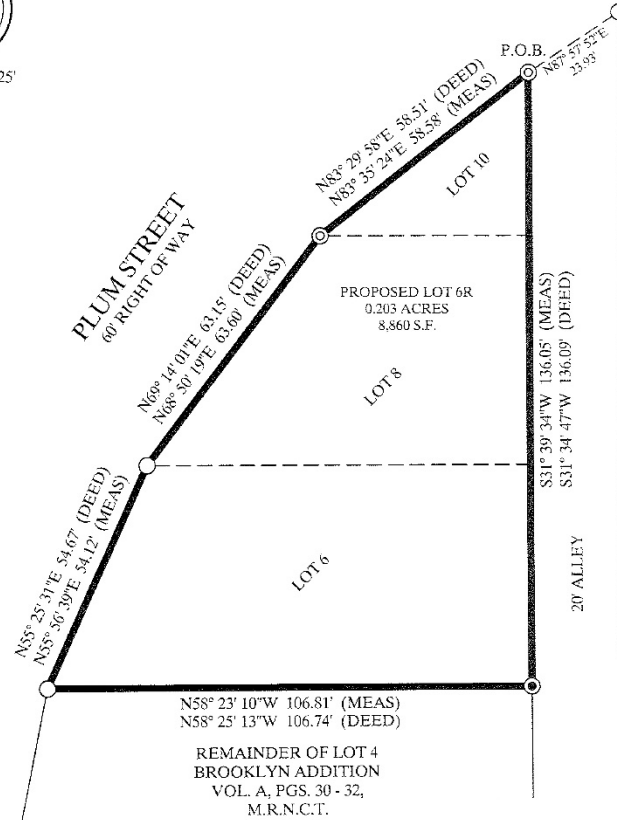 25'
P.O.B.
N87° 57' 52"E
23.93'
N83° 29' 58"E 58.51' (DEED)
N83° 35' 24"E 58.58' (MEAS)
LOT 10
PLUM STREET
60' RIGHT OF WAY
N69° 14' 01"E 63.15' (DEED)
N68° 50' 19"E 63.60' (MEAS)
PROPOSED LOT 6R
0.203 ACRES
8,860 S.F.
LOT 8
S31° 39' 34"W 136.05' (MEAS)
S31° 34' 47"W 136.09' (DEED)
N55° 25' 31"E 54.67' (DEED)
N55° 56' 39"E 54.12' (MEAS)
LOT 6
20' ALLEY
N58° 23' 10"W 106.81' (MEAS)
N58° 25' 13"W 106.74' (DEED)
REMAINDER OF LOT 4
BROOKLYN ADDITION
VOL. A, PGS. 30 - 32,
M.R.N.C.T.